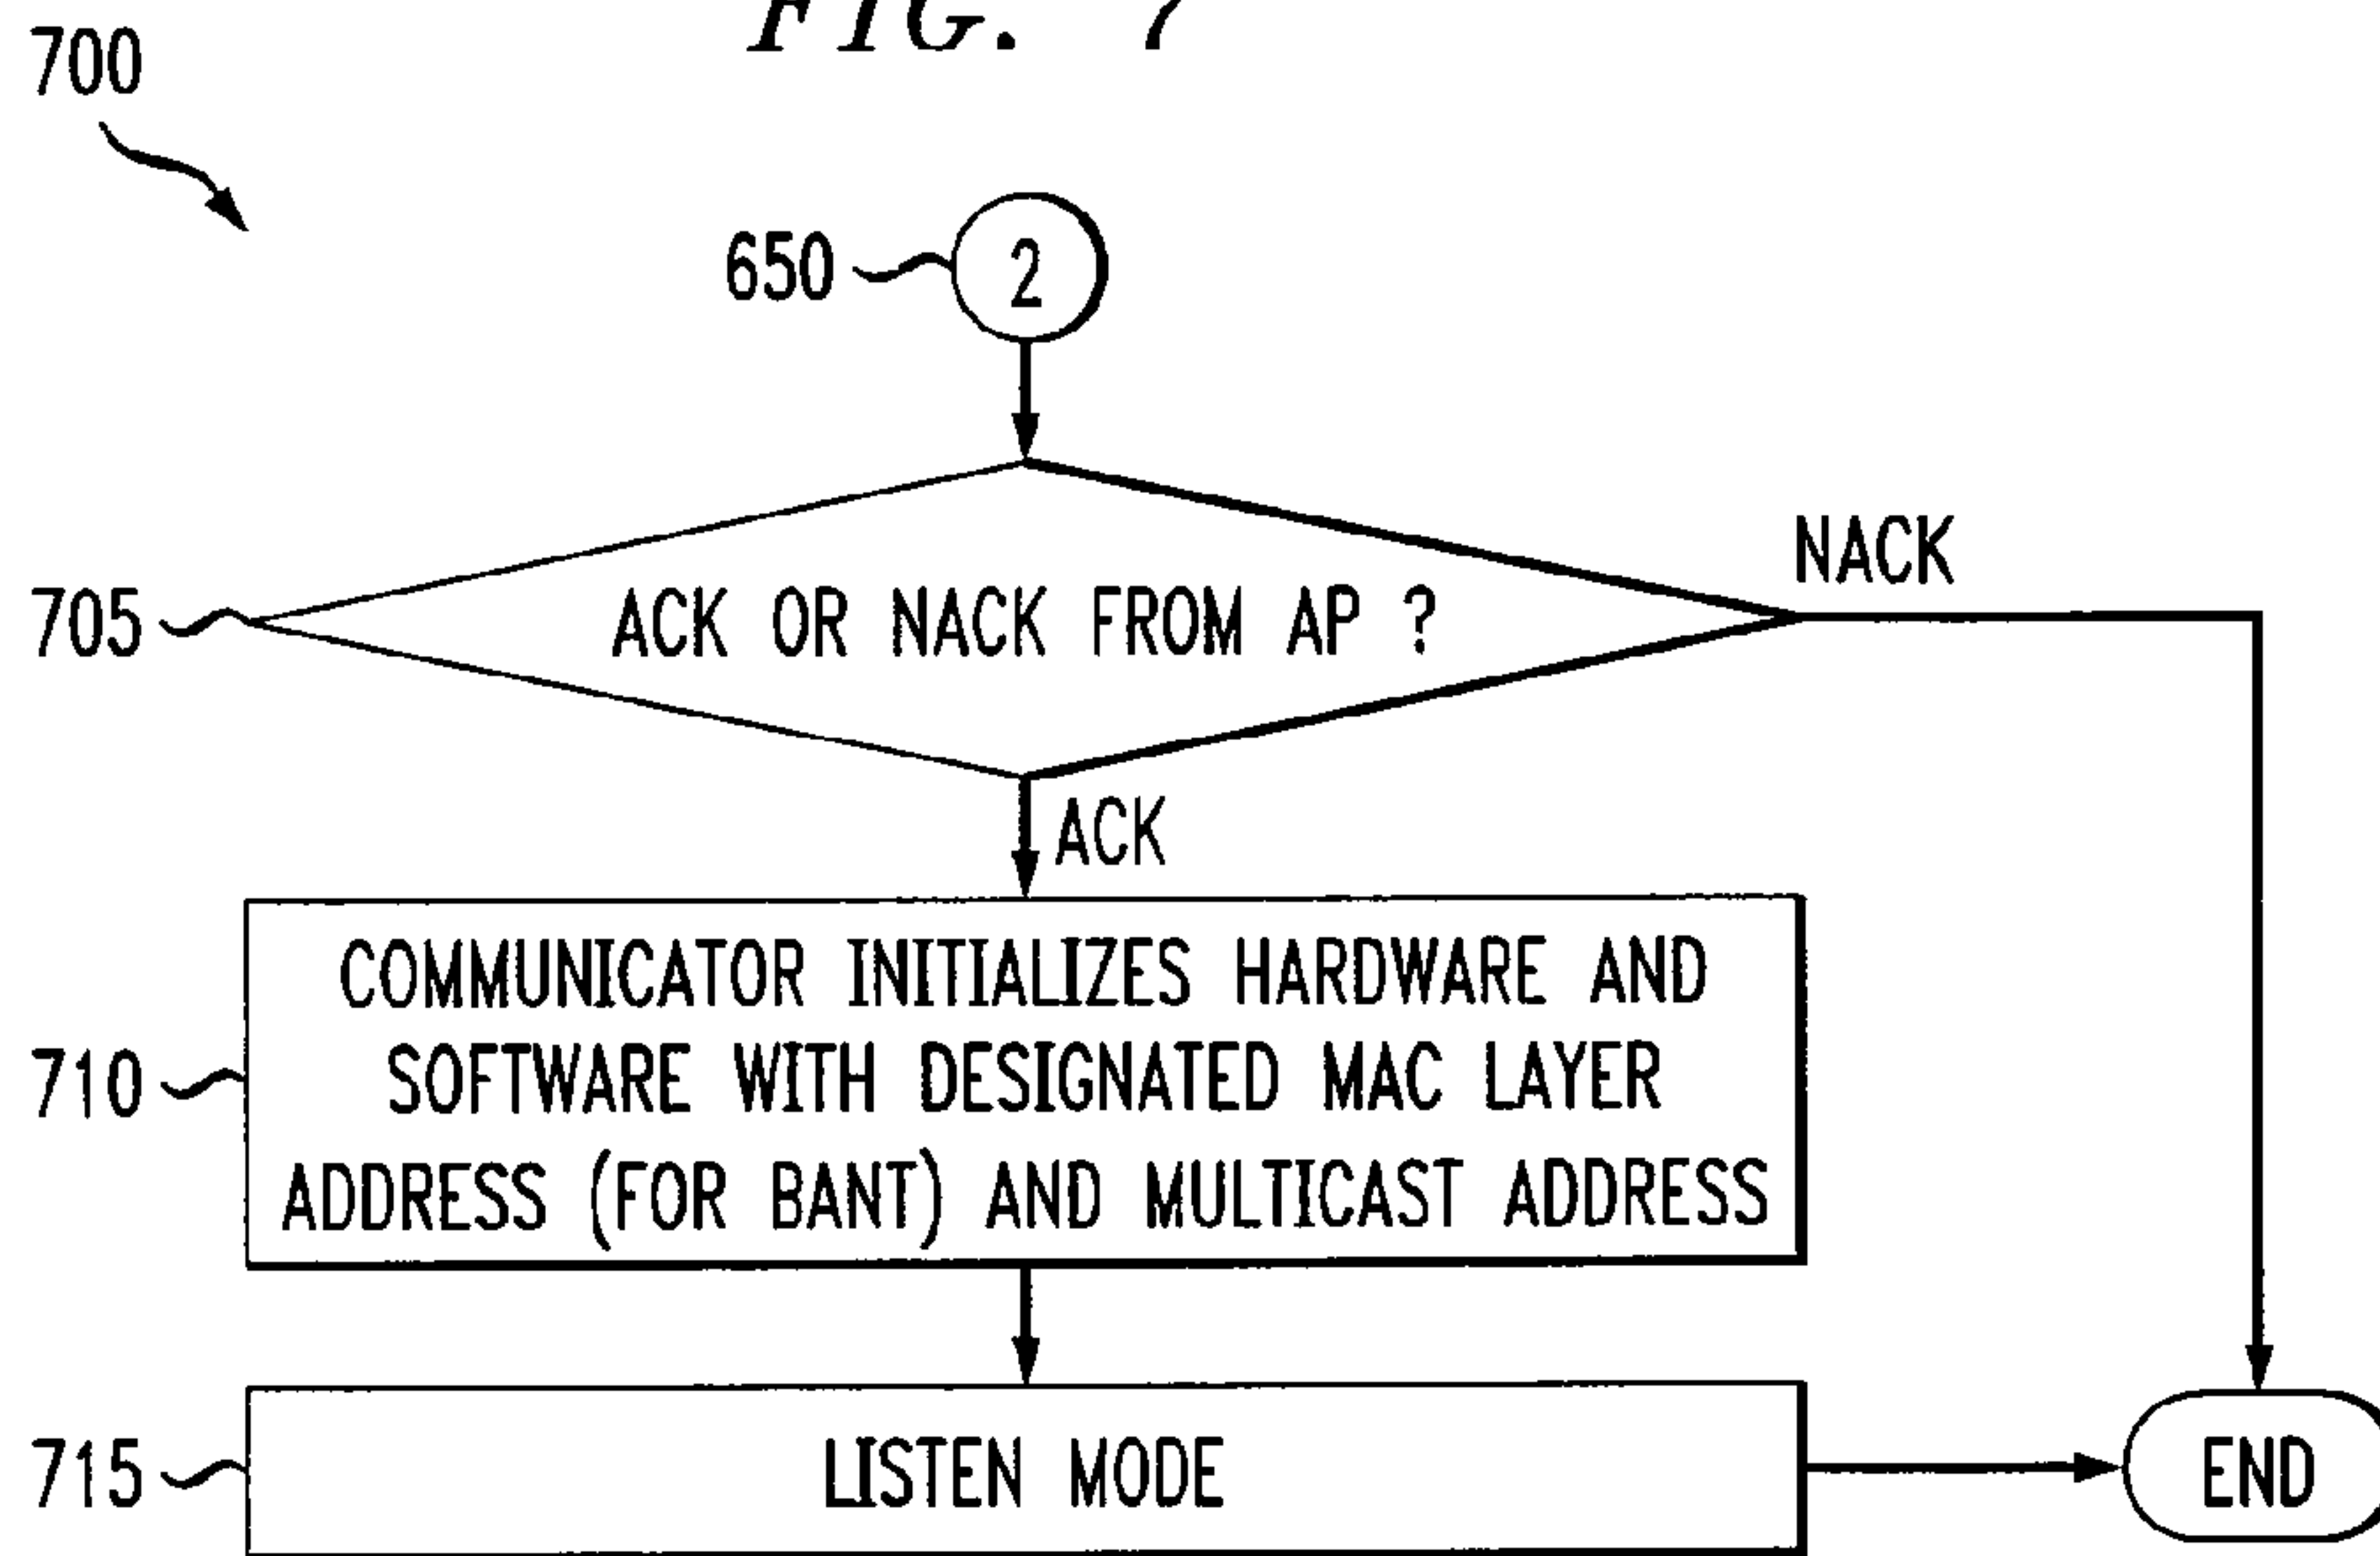 FIG. 7
700
650
2
705
ACK OR NACK FROM AP ?
NACK
ACK
710
COMMUNICATOR INITIALIZES HARDWARE AND
SOFTWARE WITH DESIGNATED MAC LAYER
ADDRESS (FOR BANT) AND MULTICAST ADDRESS
715
LISTEN MODE
END